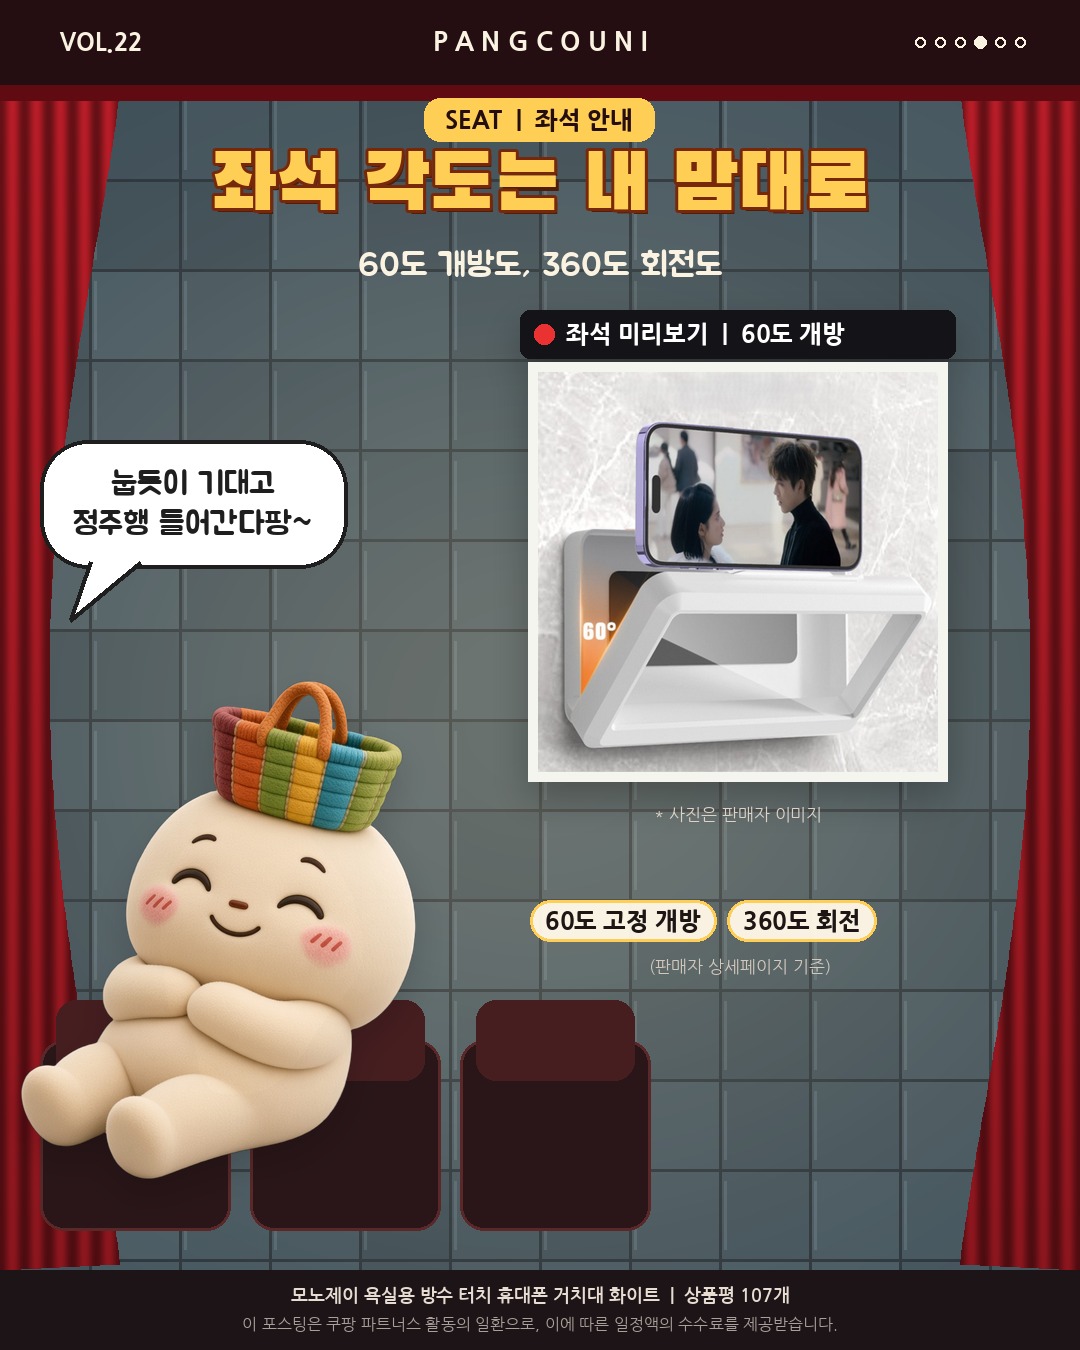 VOL.22
PANGCOUNI
SEAT | 좌석 안내
좌석 각도는 내 맘대로
60도 개방도, 360도 회전도
좌석 미리보기 | 60도 개방
눕듯이 기대고
정주행 들어간다팡~
60°
* 사진은 판매자 이미지
60도 고정 개방
360도 회전
(판매자 상세페이지 기준)
모노제이 욕실용 방수 터치 휴대폰 거치대 화이트 | 상품평 107개
이 포스팅은 쿠팡 파트너스 활동의 일환으로, 이에 따른 일정액의 수수료를 제공받습니다.